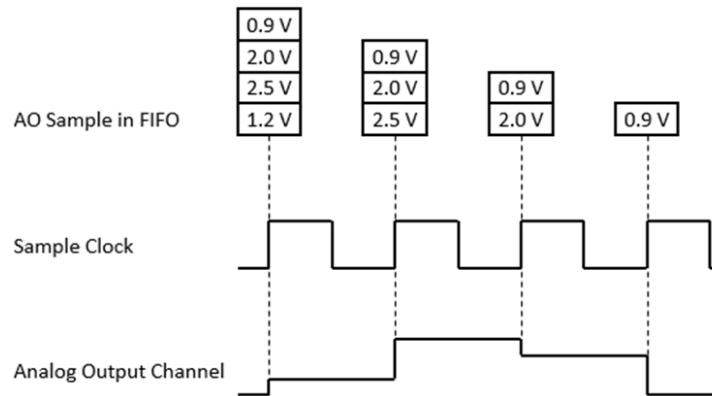 0.9 V
2.0 V 0.9 V
2.5 V 2.0 V 0.9 V
AO Sample in FIFO 1.2 V 2.5 V 2.0 V 0.9 V
Sample Clock
Analog Output Channel